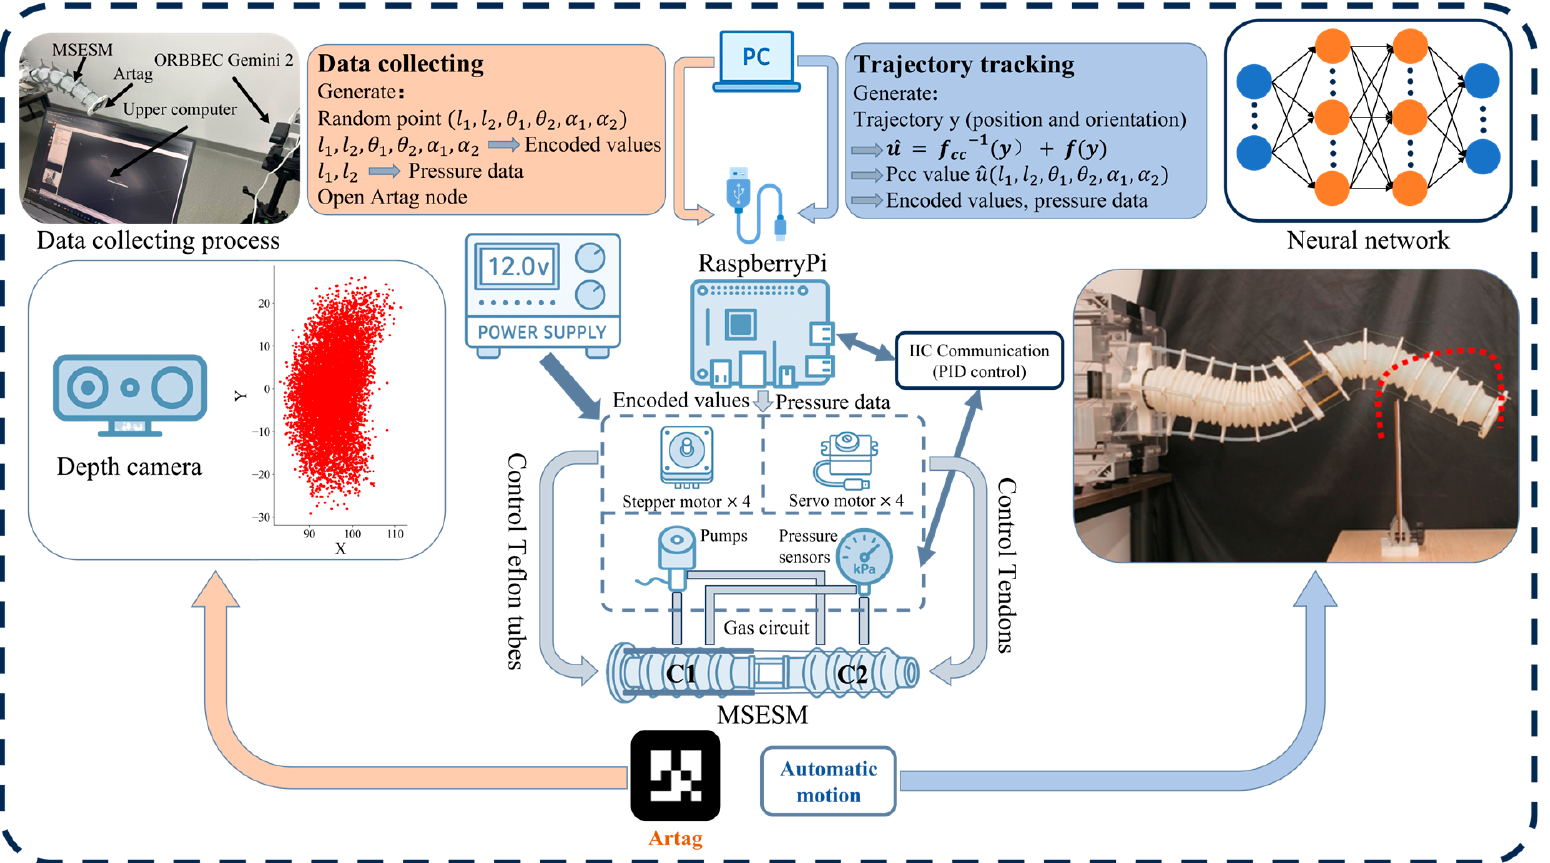 MSESM
Artag
ORBBEC Gemini 2
Upper computer
Data collecting process
Data collecting
Generate:
Random point (l₁, l₂, θ₁, θ₂, α₁, α₂)
l₁, l₂, θ₁, θ₂, α₁, α₂ ➡ Encoded values
l₁, l₂ ➡ Pressure data
Open Artag node
PC
Trajectory tracking
Generate:
Trajectory y (position and orientation)
➡ û = f_cc⁻¹(y) + f(y)
➡ Pcc value û(l₁, l₂, θ₁, θ₂, α₁, α₂)
➡ Encoded values, pressure data
Neural network
RaspberryPi
12.0v
POWER SUPPLY
IIC Communication
(PID control)
Encoded values
Pressure data
Depth camera
Y
20
10
0
−10
−20
−30
90
100
110
X
Stepper motor × 4
Servo motor × 4
Pumps
Pressure
sensors
kPa
Gas circuit
Control Teflon tubes
Control Tendons
C1
C2
MSESM
Artag
Automatic
motion